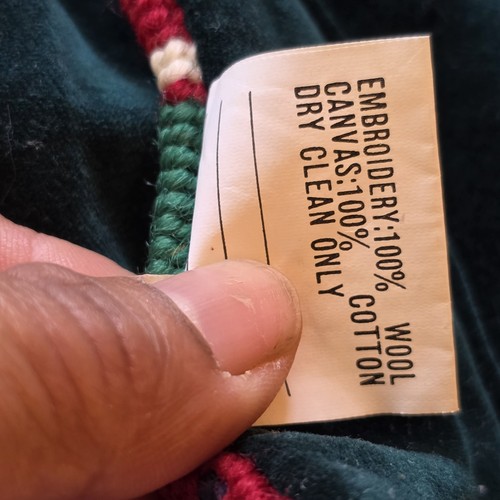 EMBROIDERY:100% WOOL
CANVAS:100% COTTON
DRY CLEAN ONLY